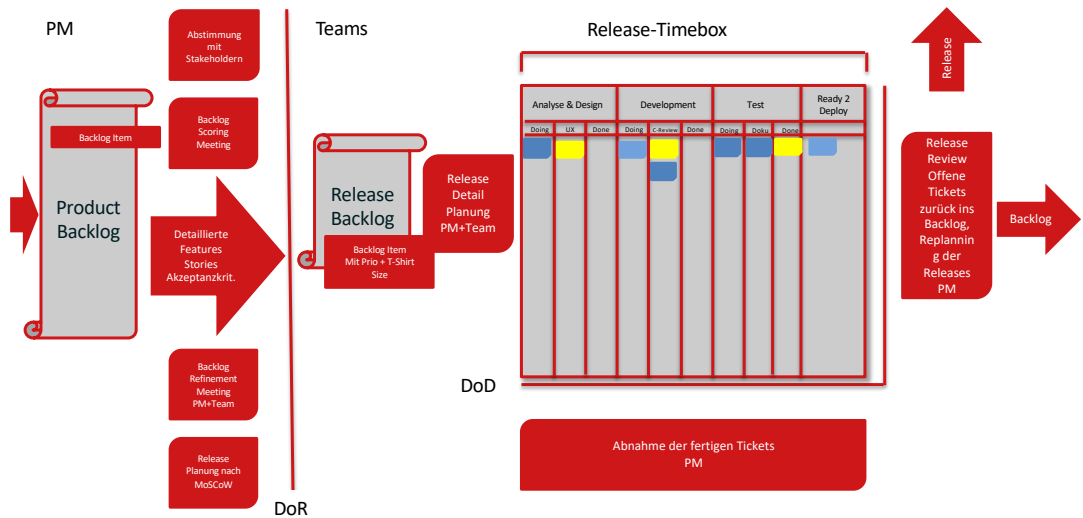 PM
Abstimmung
mit
Stakeholdern
Backlog
Scoring
Meeting
Backlog Item
Product
Backlog
Detaillierte
Features
Stories
Akzeptanzkrit.
Backlog
Refinement
Meeting
PM+Team
Release
Planung nach
MoSCoW
DoR
Teams
Release
Backlog
Backlog Item
Mit Prio + T-Shirt
Size
Release
Detail
Planung
PM+Team
Release-Timebox
Analyse & Design
Development
Test
Ready 2
Deploy
Doing
UX
Done
Doing
C-Review
Done
Doing
Doku
Done
DoD
Abnahme der fertigen Tickets
PM
Release
Release
Review
Offene
Tickets
zurück ins
Backlog,
Replannin
g der
Releases
PM
Backlog